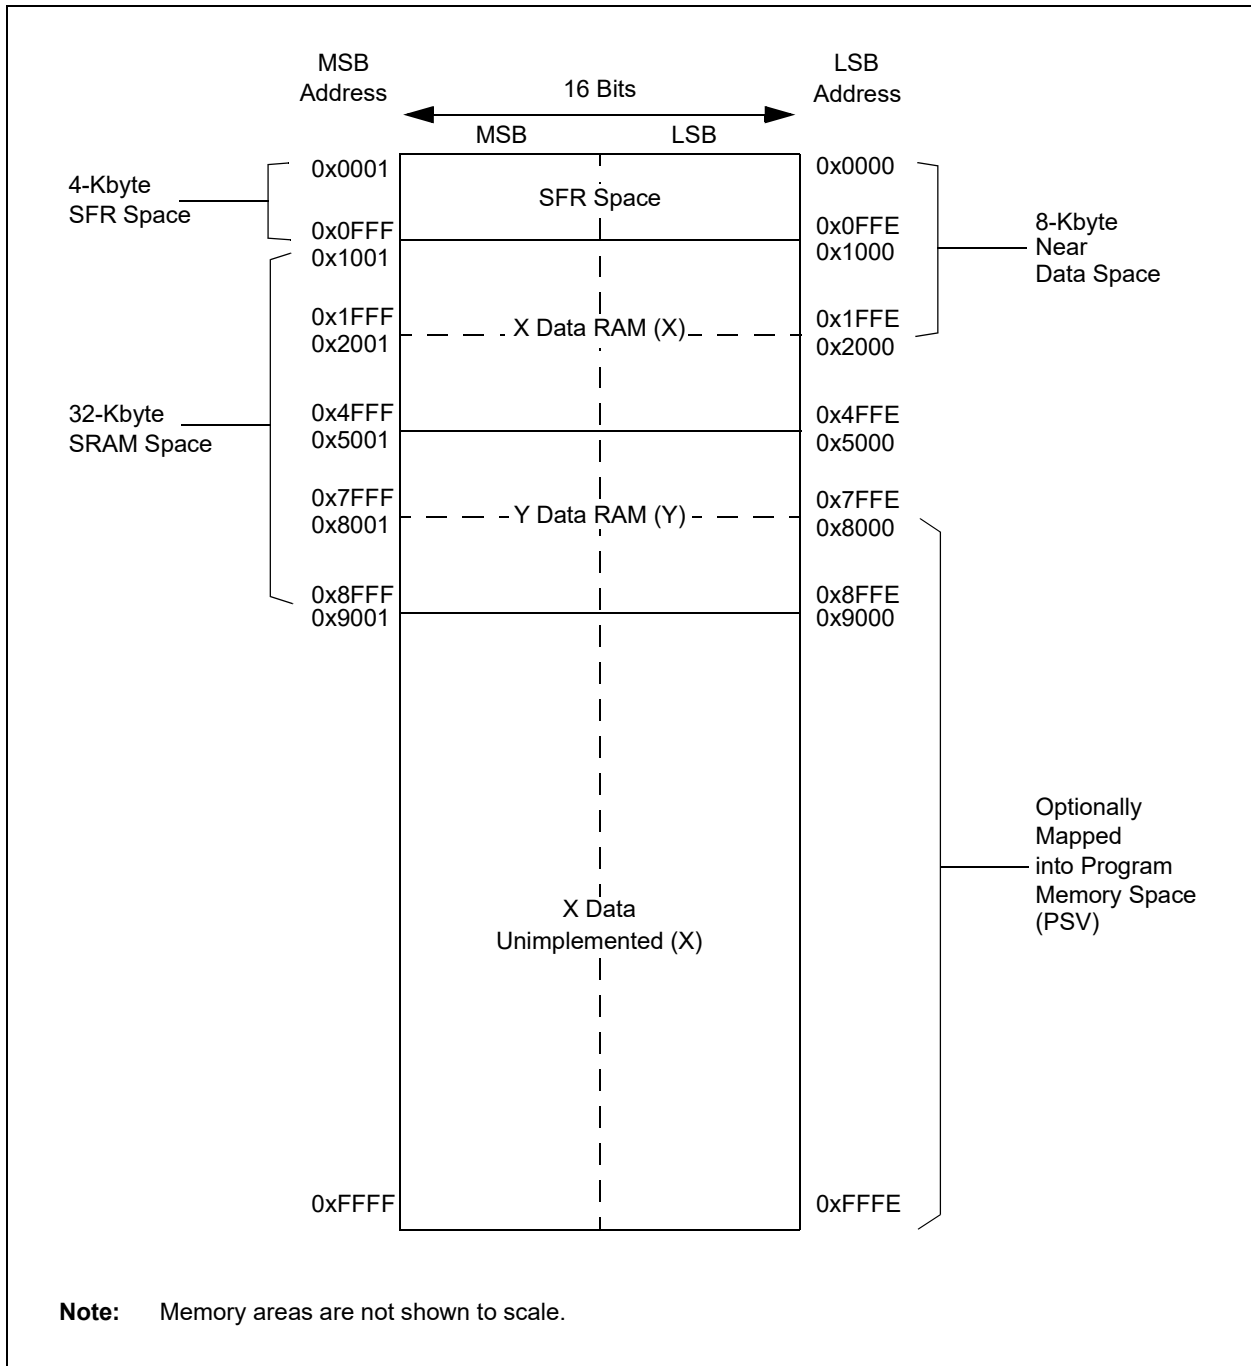 MSB
Address
LSB
Address
16 Bits
MSB LSB
4-Kbyte
SFR Space
0x0001
0x0FFF
0x1001
0x1FFF
0x2001
32-Kbyte
SRAM Space
0x4FFF
0x5001
0x7FFF
0x8001
0x8FFF
0x9001
0xFFFF
SFR Space
X Data RAM (X)
Y Data RAM (Y)
X Data
Unimplemented (X)
0x0000
0x0FFE
0x1000
0x1FFE
0x2000
0x4FFE
0x5000
0x7FFE
0x8000
0x8FFE
0x9000
0xFFFE
8-Kbyte
Near
Data Space
Optionally
Mapped
into Program
Memory Space
(PSV)
Note: Memory areas are not shown to scale.